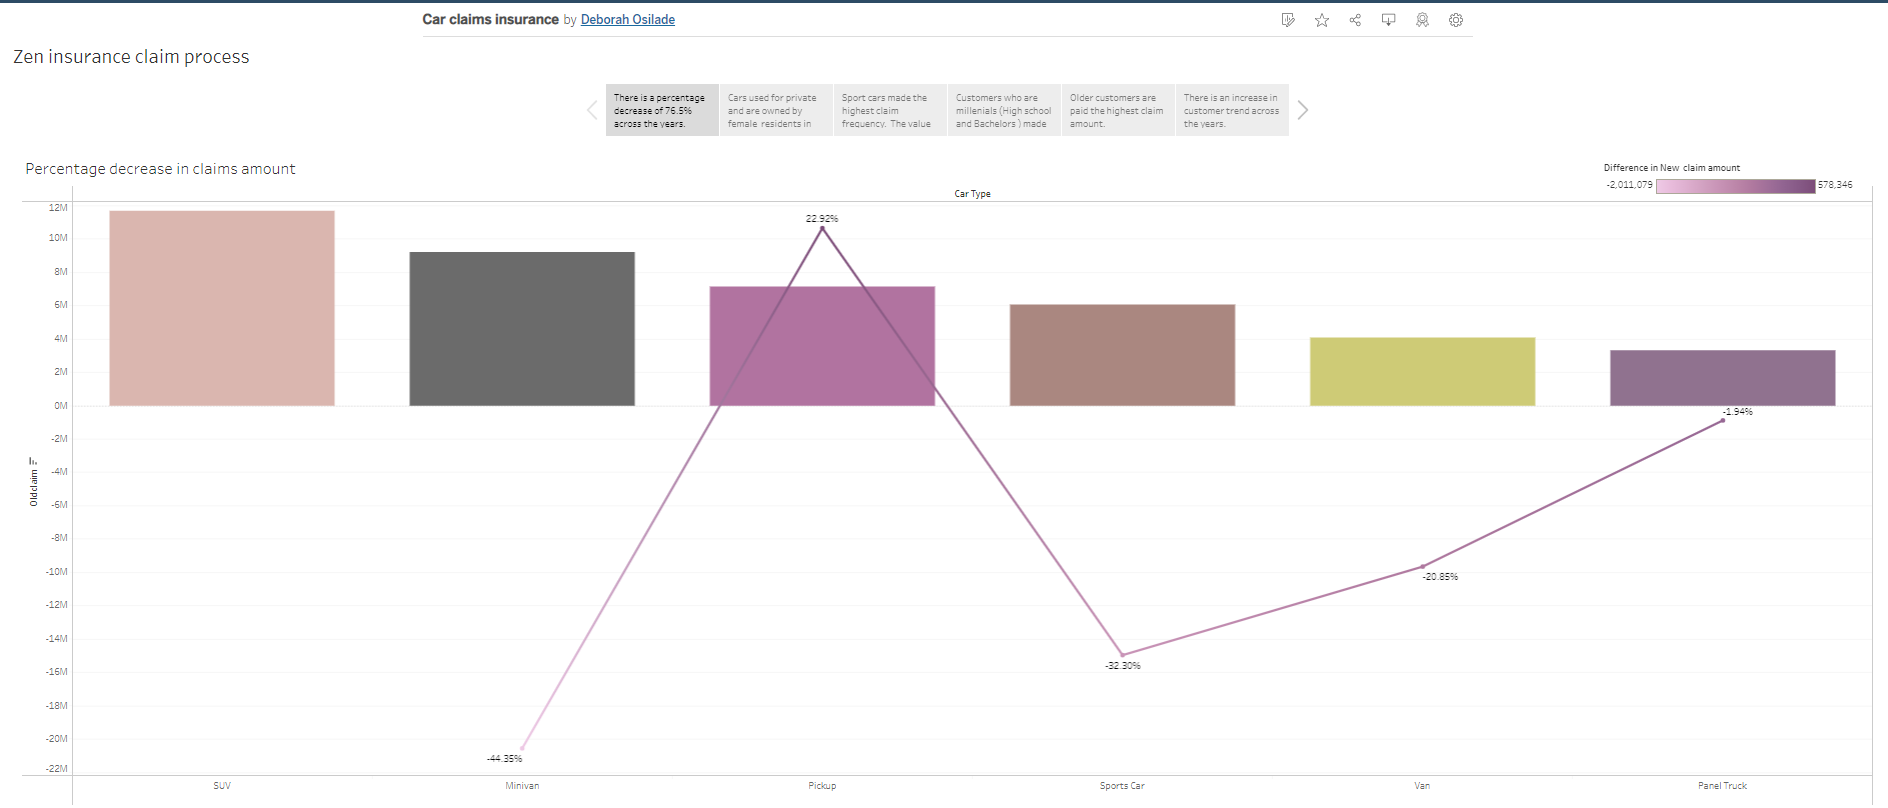 Car claims insurance by Deborah Osilade
Zen insurance claim process
There is a percentage
decrease of 76.5%
across the years.
Cars used for private
and are owned by
female residents in
Sport cars made the
highest claim
frequency. The value
Customers who are
millenials (High school
and Bachelors ) made
Older customers are
paid the highest claim
amount.
There is an increase in
customer trend across
the years.
Percentage decrease in claims amount
Difference in New claim amount
-2,011,079 578,346
Car Type
12M
10M
8M
6M
4M
2M
0M
-2M
-4M
-6M
-8M
-10M
-12M
-14M
-16M
-18M
-20M
-22M
Oldclaim
22.92%
-1.94%
-20.85%
-32.30%
-44.35%
SUV Minivan Pickup Sports Car Van Panel Truck